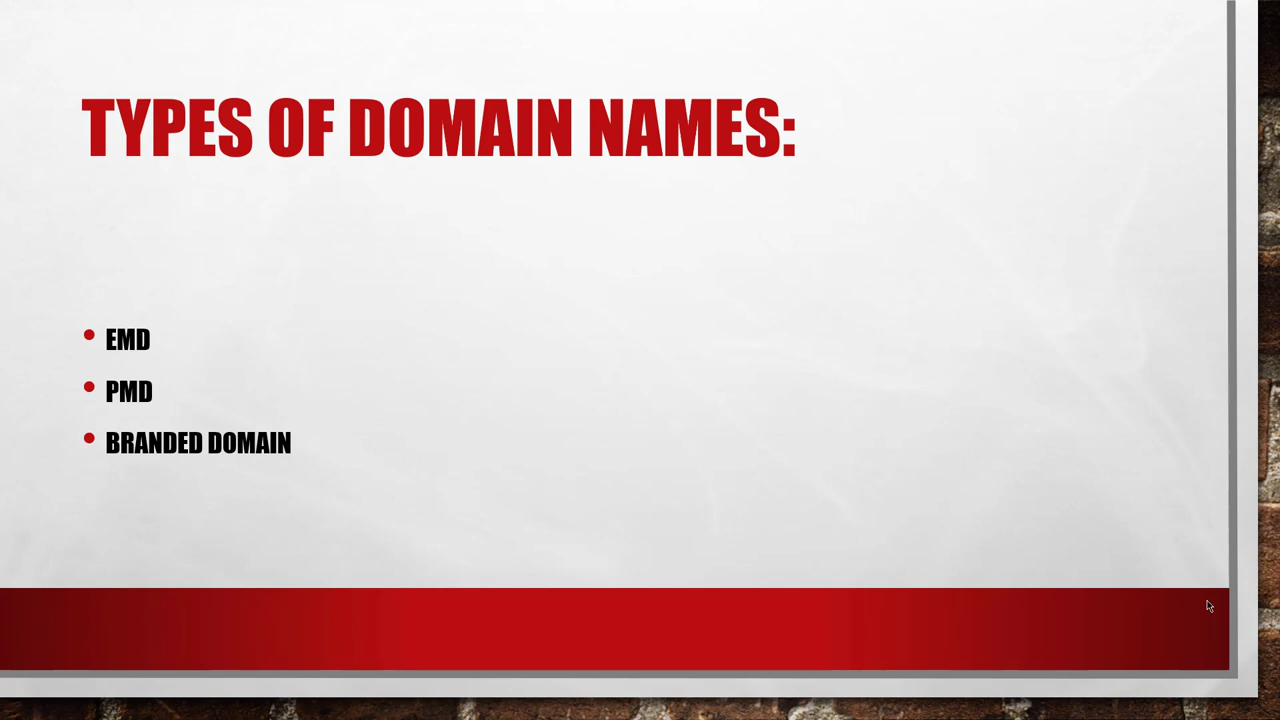 TYPES OF DOMAIN NAMES:
• EMD
• PMD
• BRANDED DOMAIN